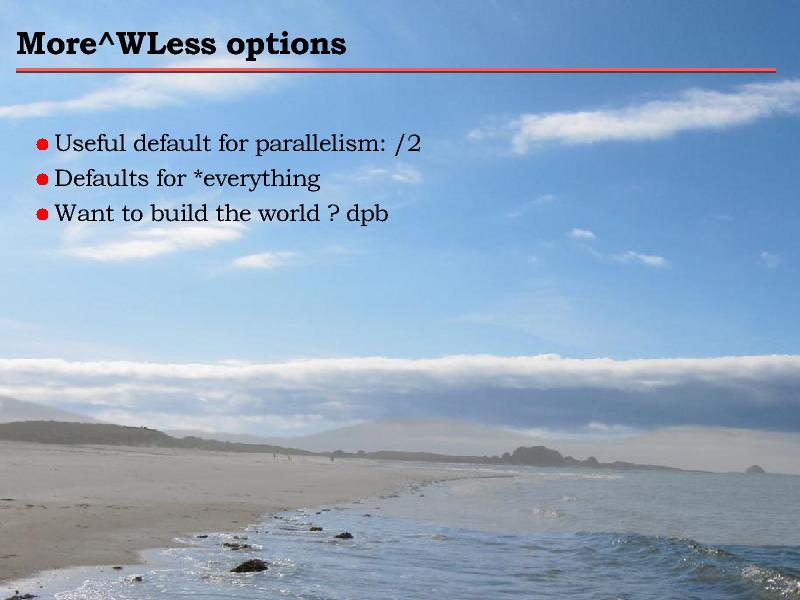 More^WLess options
Useful default for parallelism: /2
Defaults for *everything
Want to build the world ? dpb